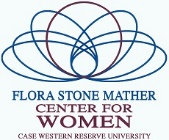 FLORA STONE MATHER
CENTER FOR
WOMEN
CASE WESTERN RESERVE UNIVERSITY